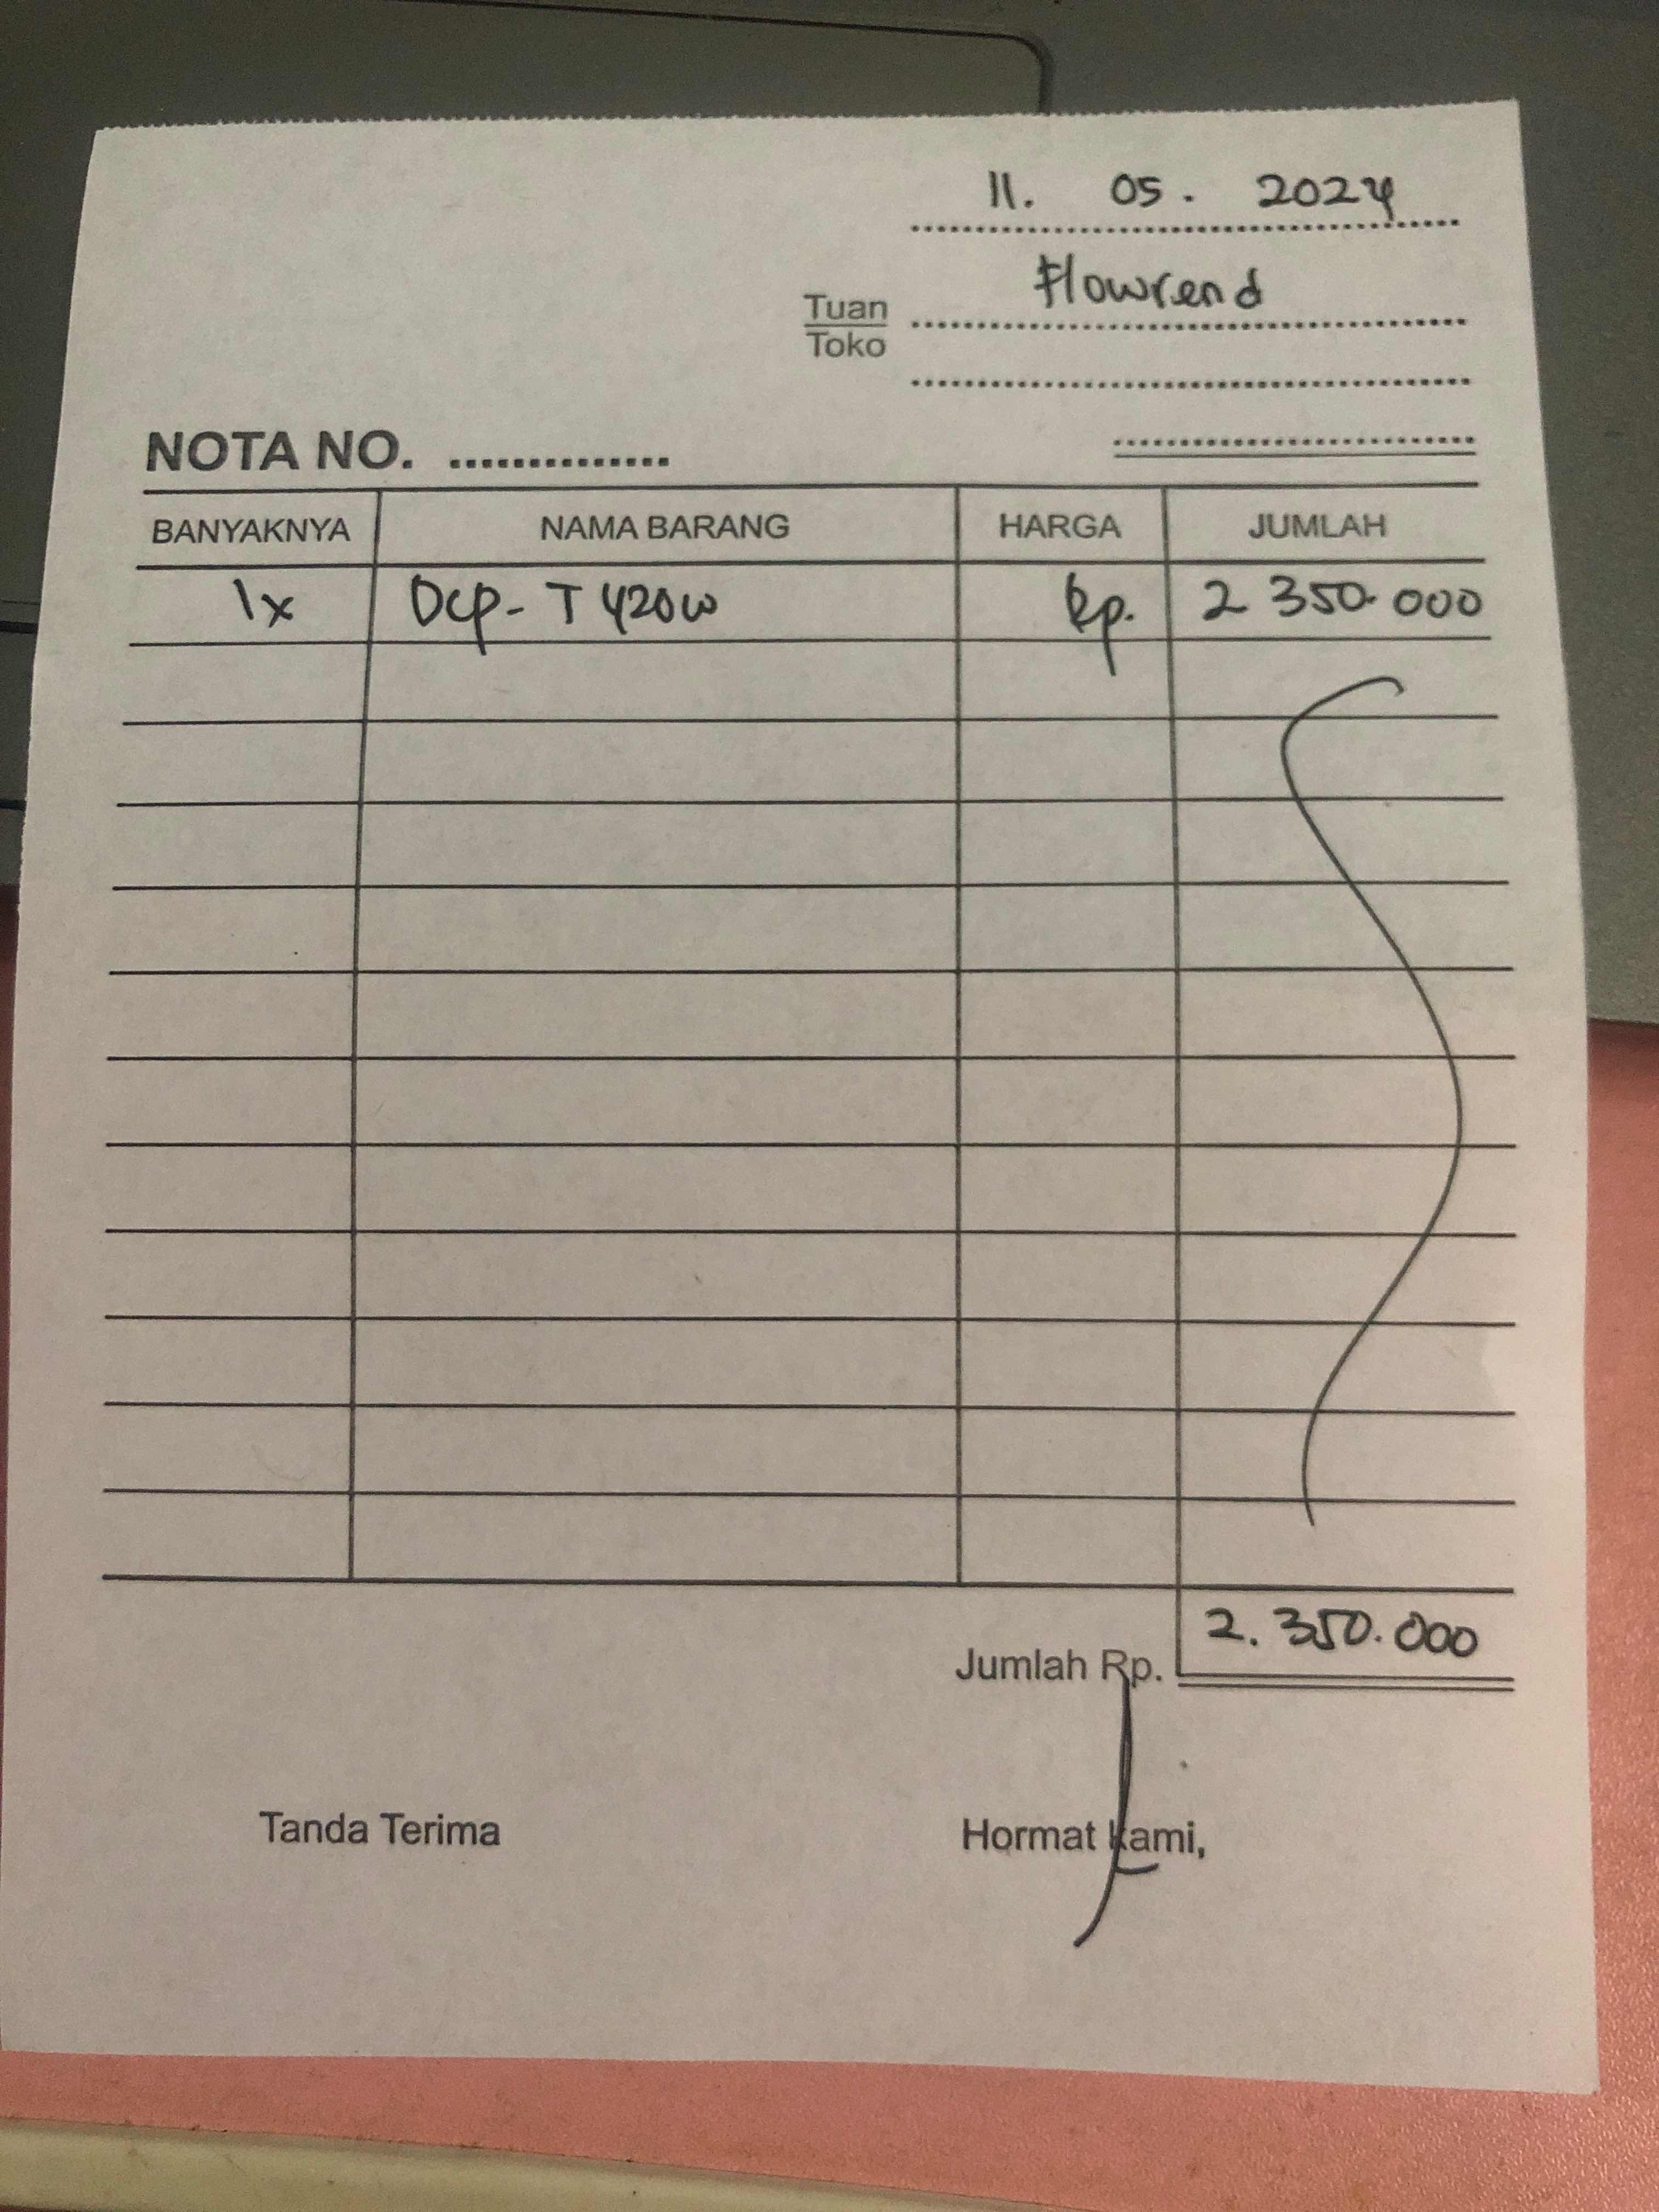 11. 05. 2024
Tuan
Toko
Flowrend
NOTA NO. ..............
BANYAKNYA NAMA BARANG HARGA JUMLAH
1x Dcp-T420w Rp. 2 350.000
Jumlah Rp. 2.350.000
Tanda Terima Hormat Kami,